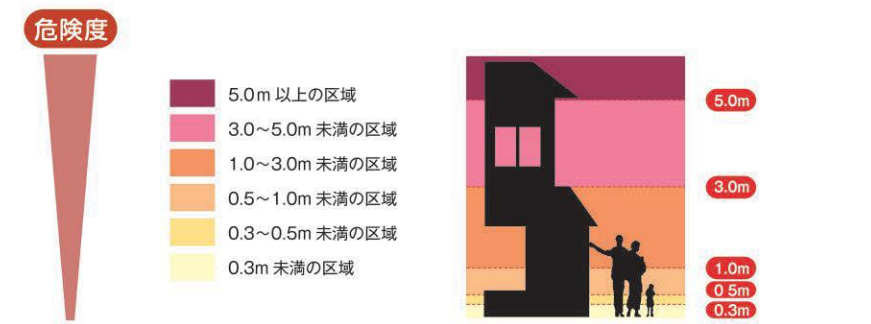 危険度
5.0m 以上の区域
3.0〜5.0m 未満の区域
1.0〜3.0m 未満の区域
0.5〜1.0m 未満の区域
0.3〜0.5m 未満の区域
0.3m 未満の区域
5.0m
3.0m
1.0m
0 5m
0.3m